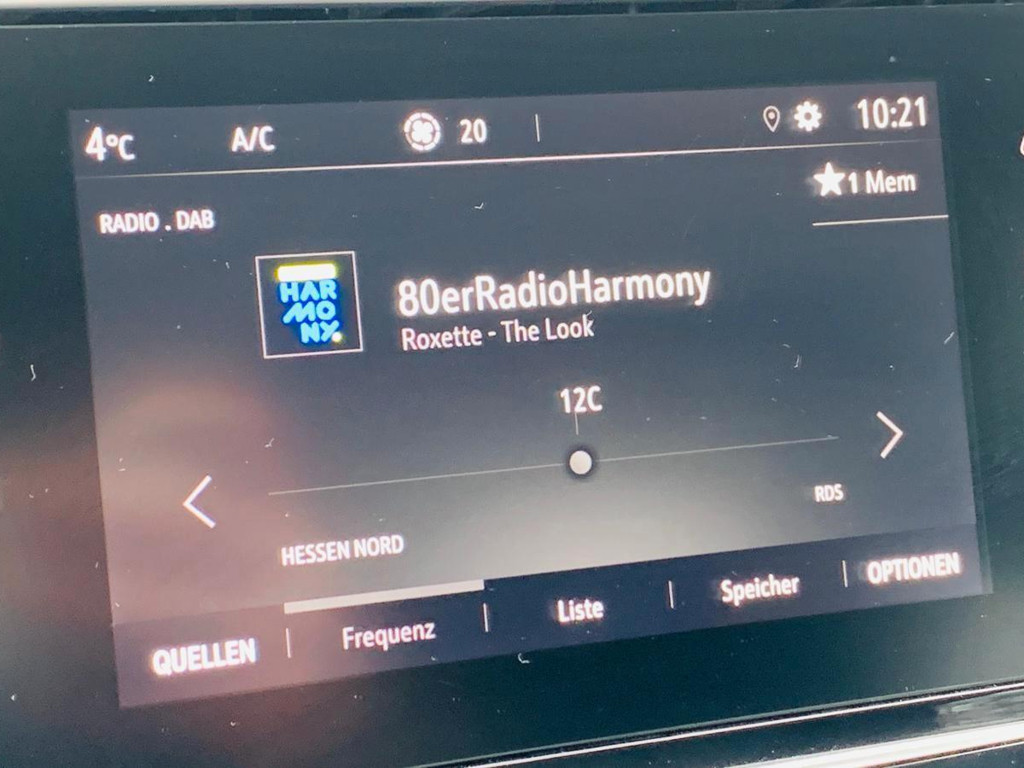 4°C A/C 20 10:21
1 Mem
RADIO . DAB
HAR
MO
NY.
80erRadioHarmony
Roxette - The Look
12C
RDS
HESSEN NORD
QUELLEN Frequenz Liste Speicher OPTIONEN